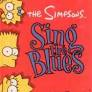 THE SIMPSONS
Sing
the
Blues